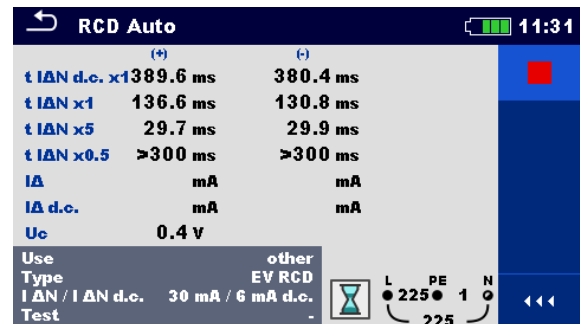 RCD Auto 11:31
(+) (-)
t IΔN d.c. x1 389.6 ms 380.4 ms
t IΔN x1 136.6 ms 130.8 ms
t IΔN x5 29.7 ms 29.9 ms
t IΔN x0.5 >300 ms >300 ms
IΔ mA mA
IΔ d.c. mA mA
Uc 0.4 V
Use other
Type EV RCD
I ΔN / I ΔN d.c. 30 mA / 6 mA d.c.
Test -
L PE N
225 1
225